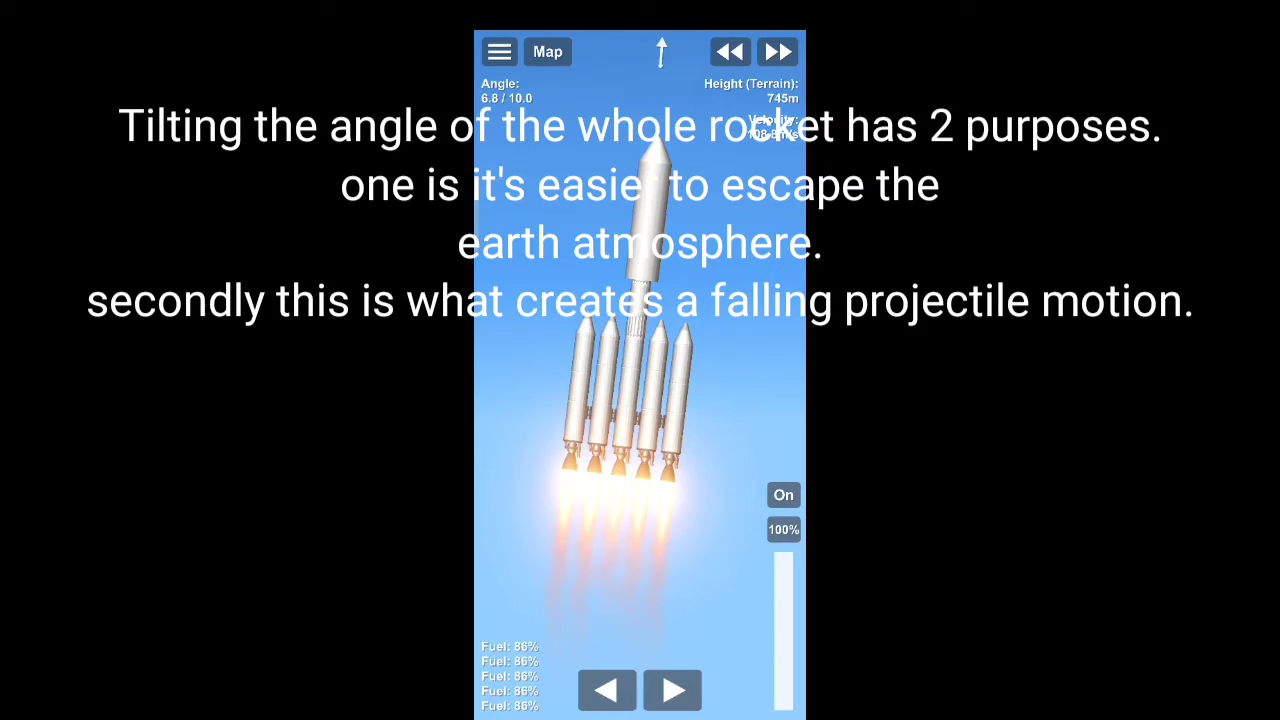 Map
Angle:
6.8 / 10.0
Height (Terrain):
745m
Velocity:
Tilting the angle of the whole rocket has 2 purposes.
one is it's easier to escape the
earth atmosphere.
secondly this is what creates a falling projectile motion.
On
100%
Fuel: 86%
Fuel: 86%
Fuel: 86%
Fuel: 86%
Fuel: 86%